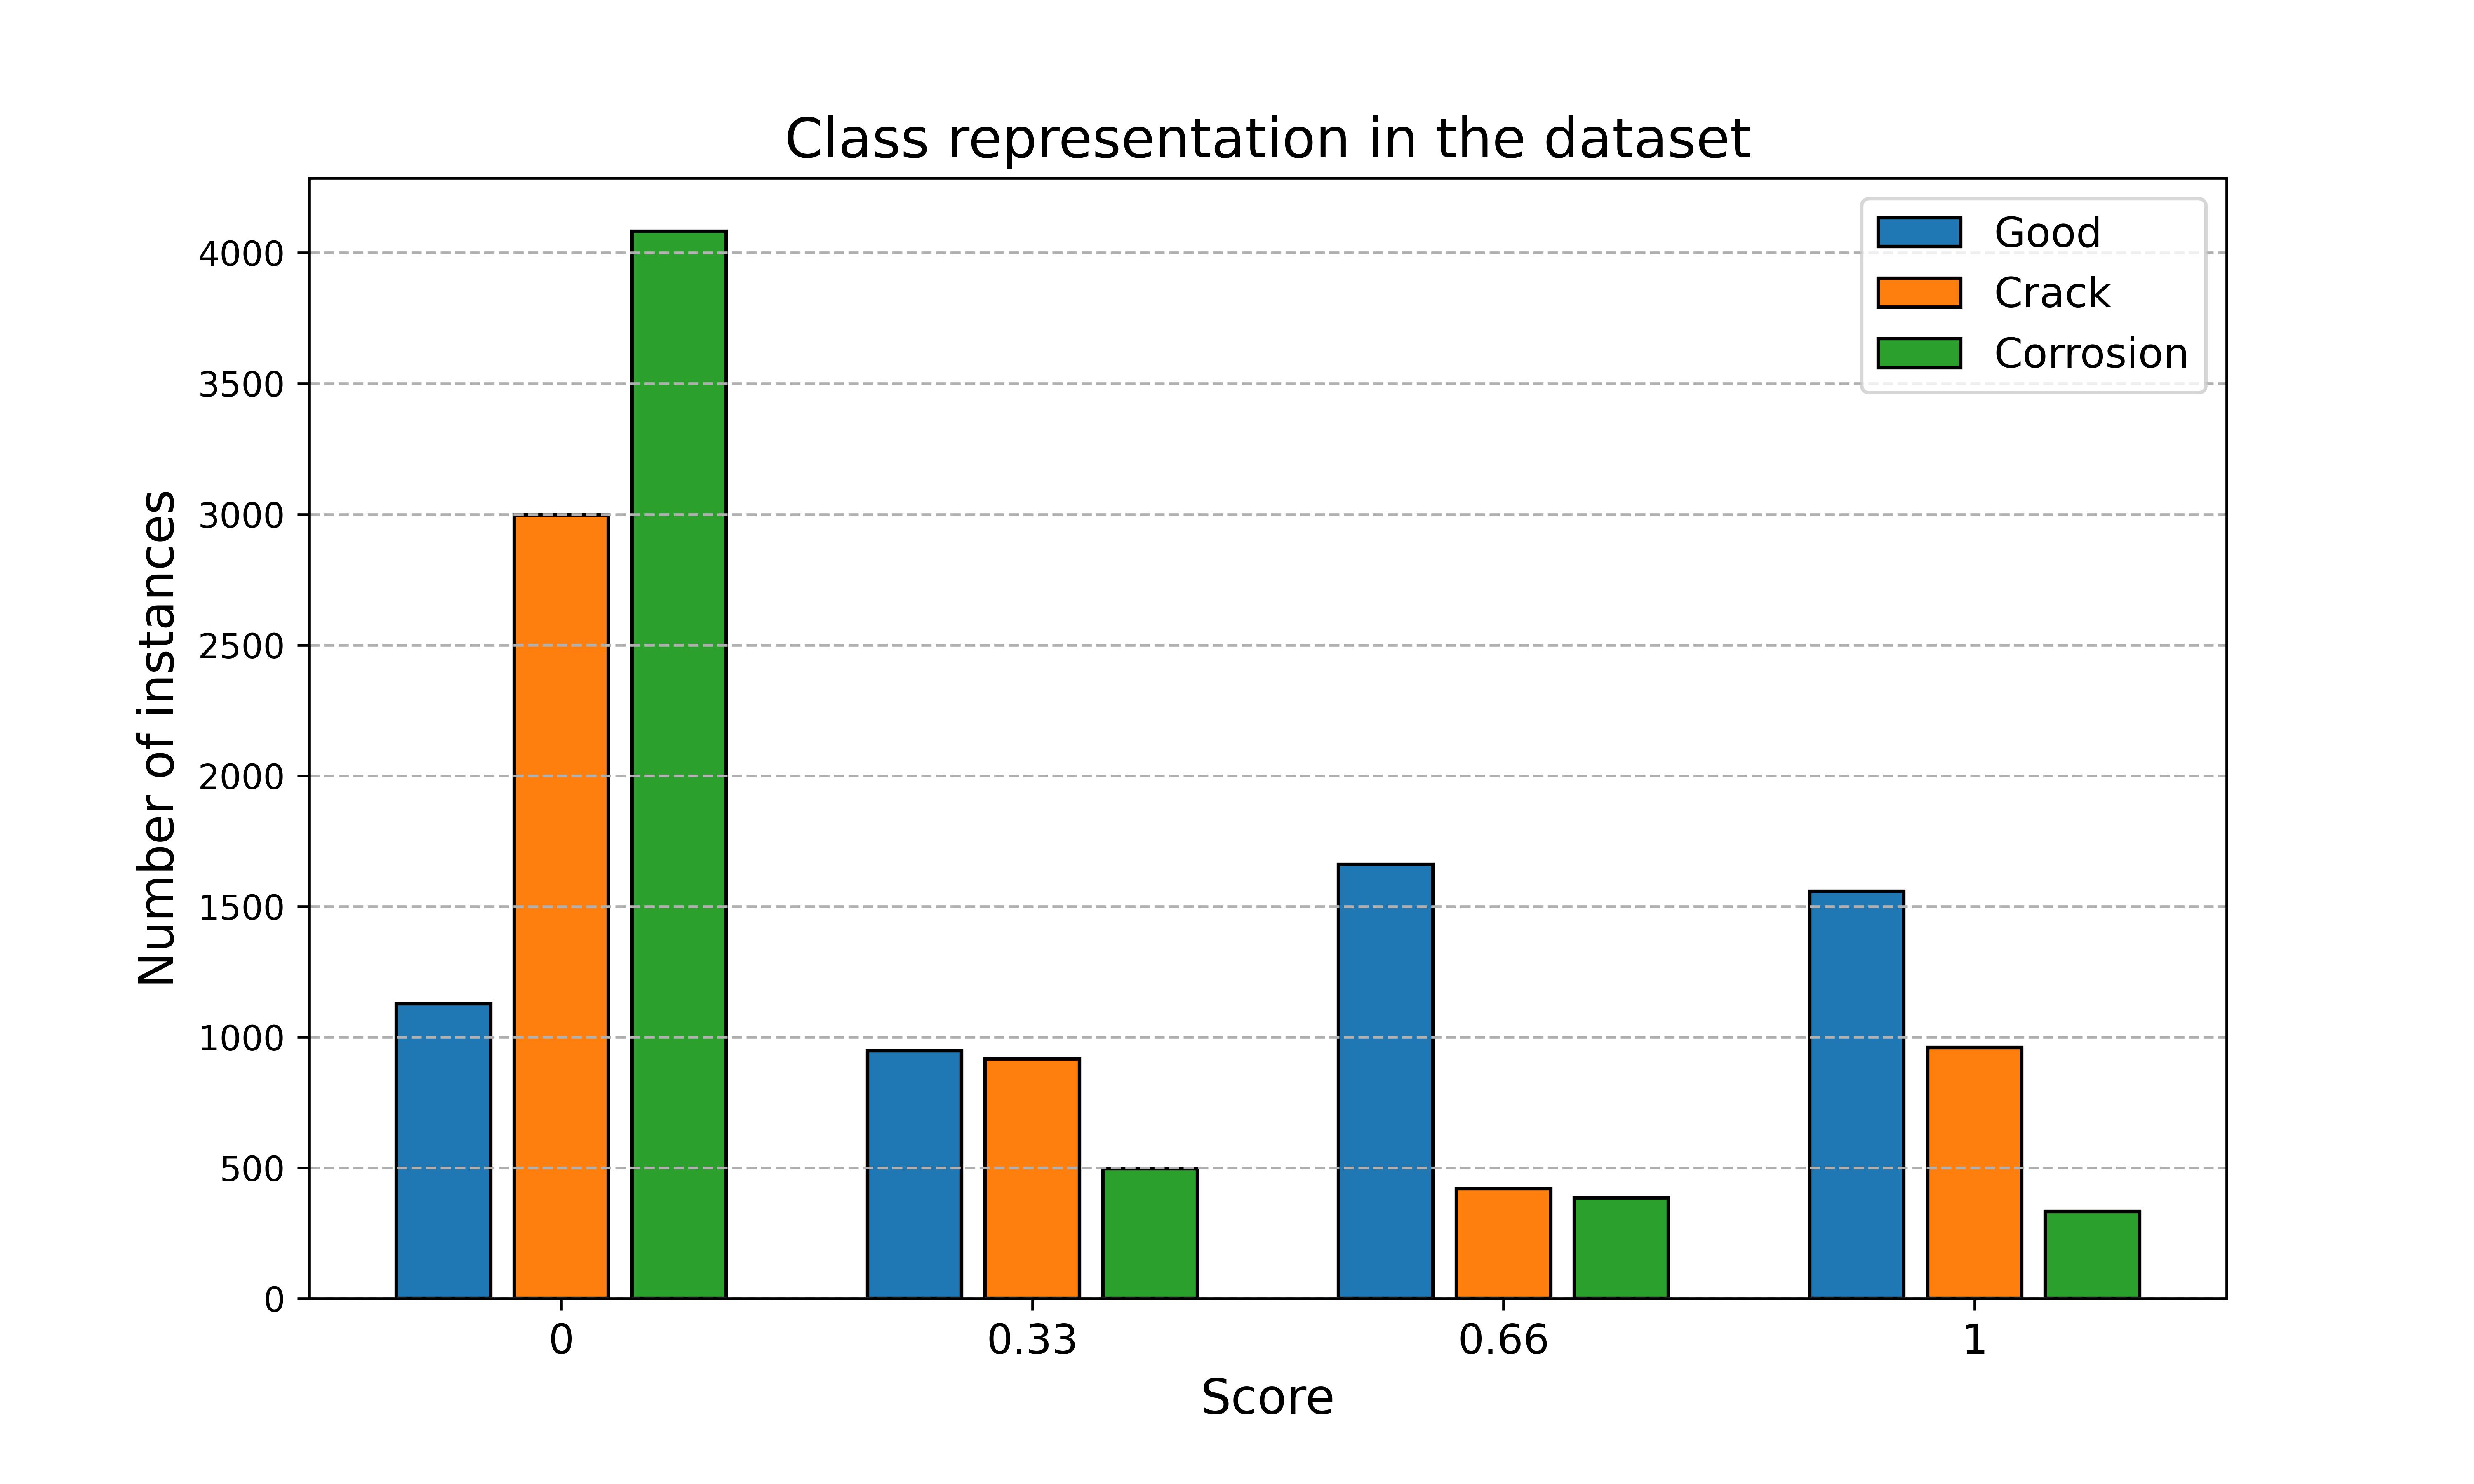 Class representation in the dataset
Good
Crack
Corrosion
Number of instances
4000
3500
3000
2500
2000
1500
1000
500
0
0 0.33 0.66 1
Score